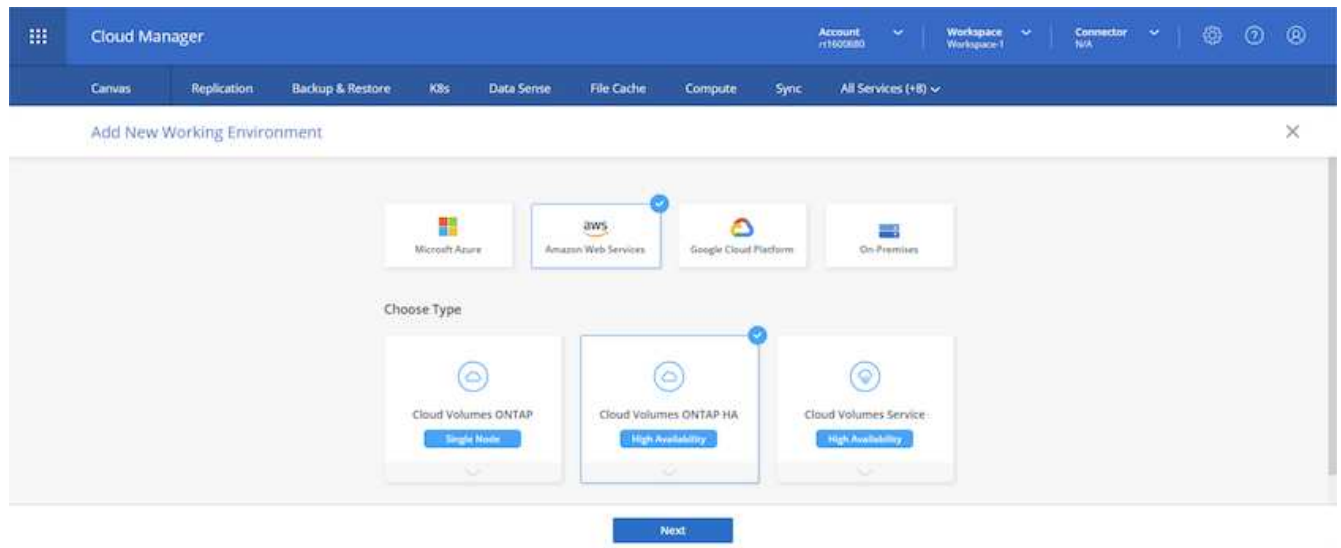 Cloud Manager
Account
Workspace
Workspace-1
Connector
N/A
Canvas
Replication
Backup & Restore
K8s
Data Sense
File Cache
Compute
Sync
All Services (+8)
Add New Working Environment
aws
Microsft Azure
Amazon Web Services
Google Cloud Platform
On-Premises
Choose Type
Cloud Volumes ONTAP
Cloud Volumes ONTAP HA
Cloud Volumes Service
Single Node
High Availability
High Availability
Next